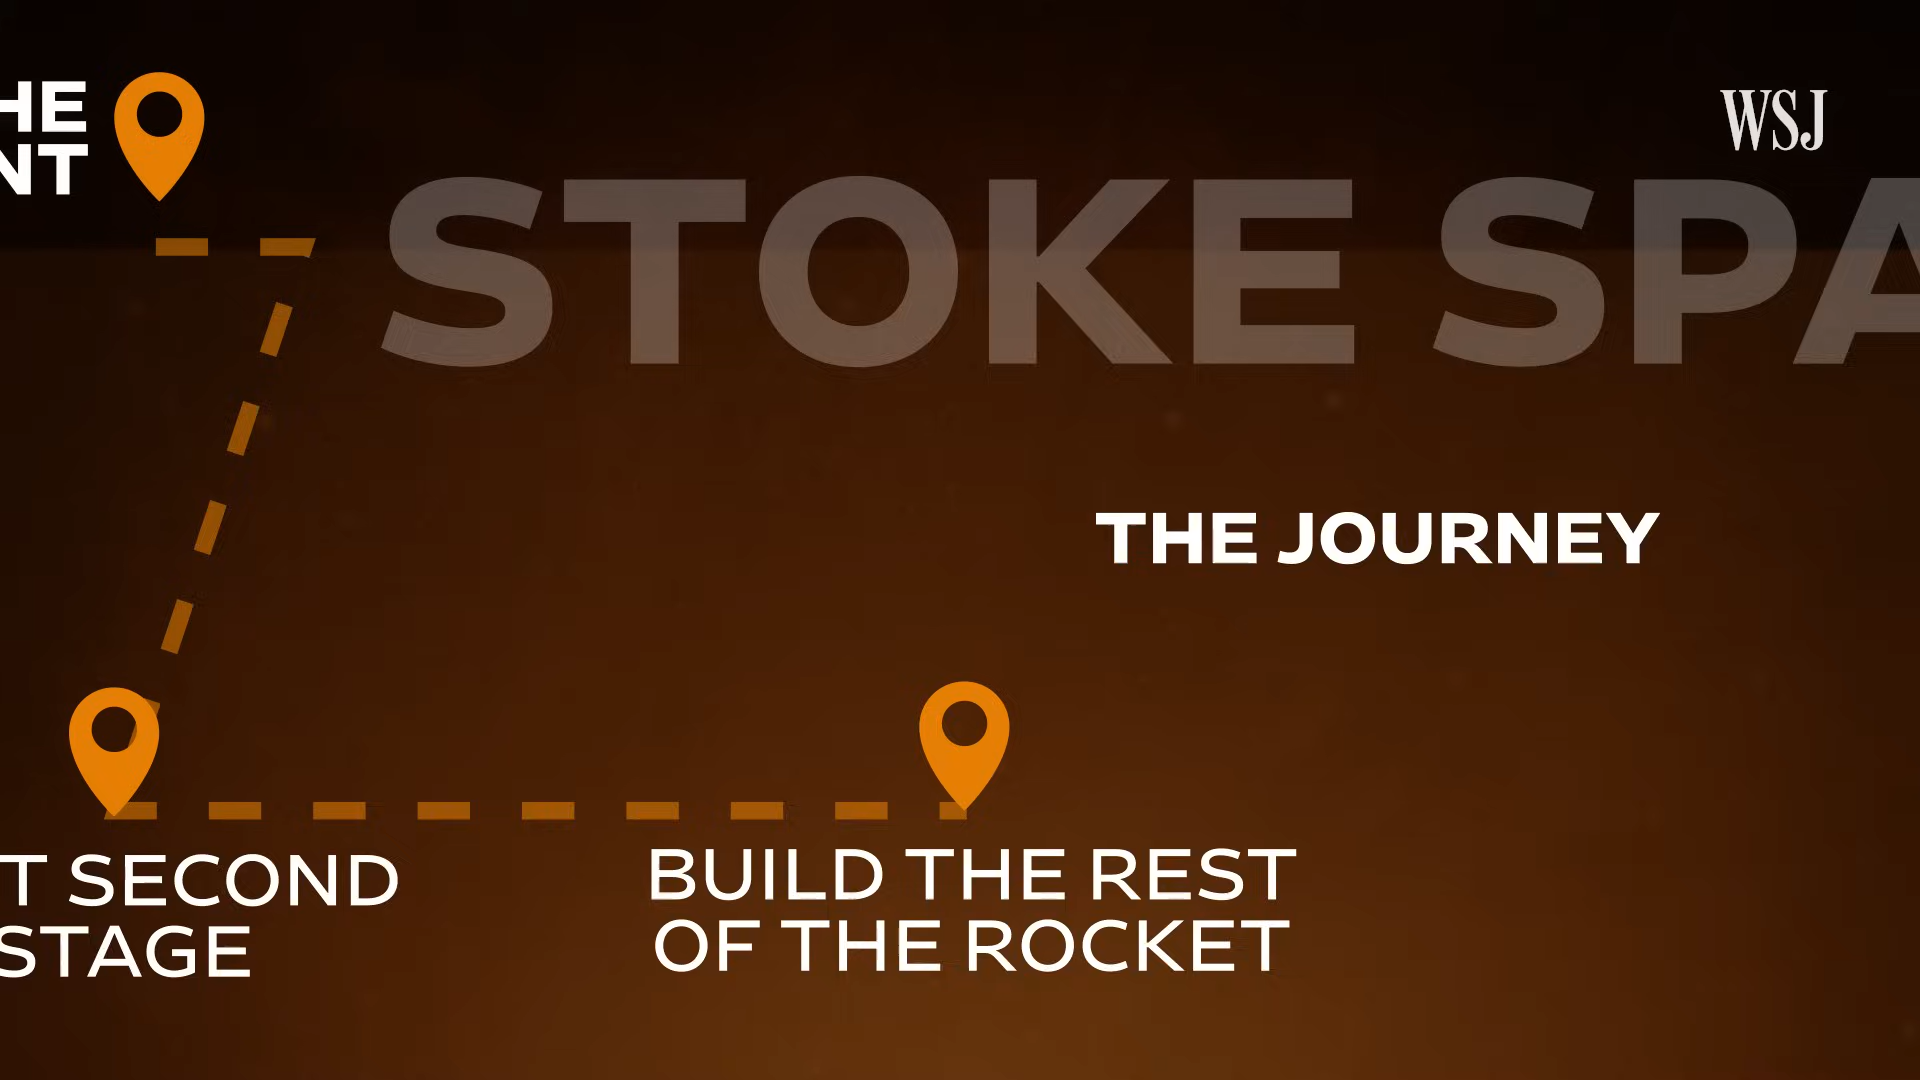 HE
NT
WSJ
STOKE SPA
THE JOURNEY
T SECOND
STAGE
BUILD THE REST
OF THE ROCKET